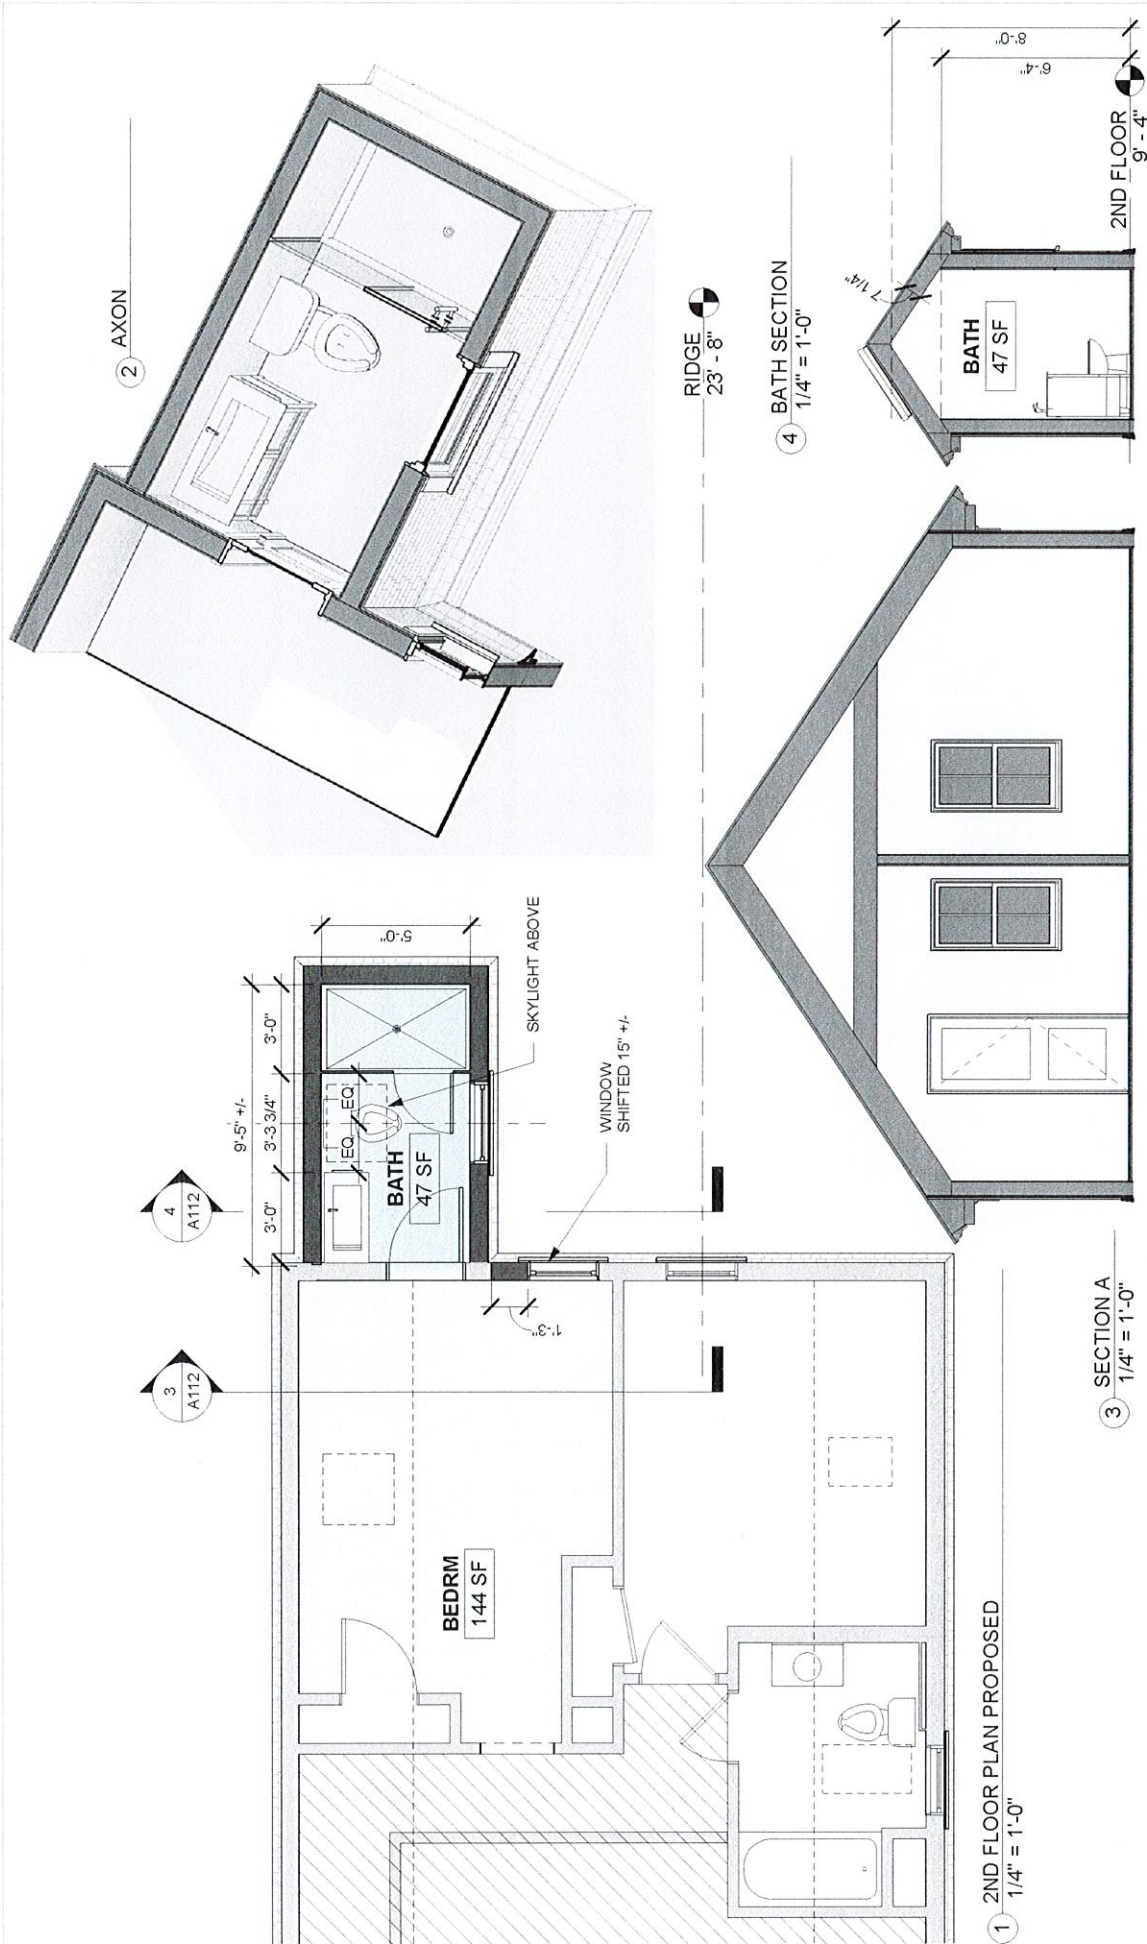 2 AXON
RIDGE
23' - 8"
4 BATH SECTION
1/4" = 1'-0"
8'-0"
6'-4"
7 1/4"
BATH
47 SF
2ND FLOOR
9' - 4"
4
A112
3
A112
9'-5" +/-
3'-0"
3'-3 3/4"
3'-0"
EQ
EQ
5'-0"
BATH
47 SF
SKYLIGHT ABOVE
WINDOW
SHIFTED 15" +/-
1'-3"
BEDRM
144 SF
1 2ND FLOOR PLAN PROPOSED
1/4" = 1'-0"
3 SECTION A
1/4" = 1'-0"